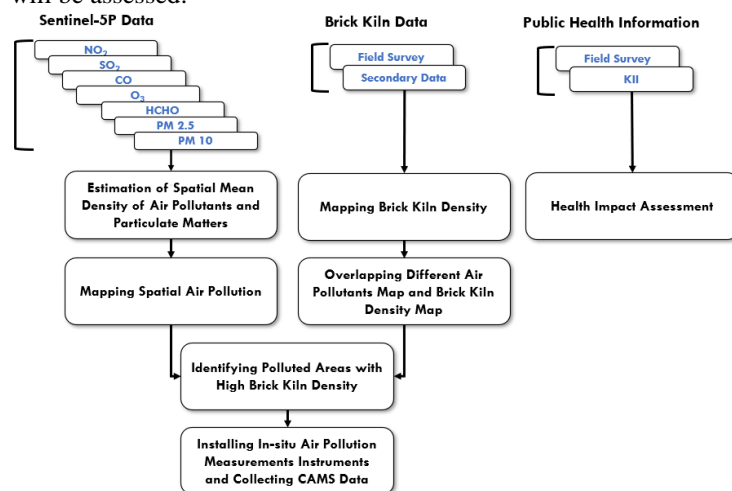 will be assessed.
Sentinel-5P Data
NO2
SO2
CO
O3
HCHO
PM 2.5
PM 10
Estimation of Spatial Mean
Density of Air Pollutants and
Particulate Matters
Mapping Spatial Air Pollution
Brick Kiln Data
Field Survey
Secondary Data
Mapping Brick Kiln Density
Overlapping Different Air
Pollutants Map and Brick Kiln
Density Map
Public Health Information
Field Survey
KII
Health Impact Assessment
Identifying Polluted Areas with
High Brick Kiln Density
Installing In-situ Air Pollution
Measurements Instruments
and Collecting CAMS Data